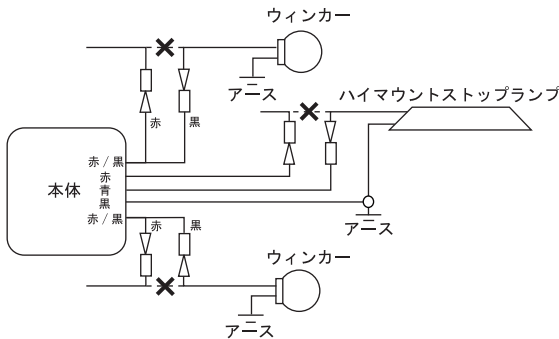 ウィンカー
アース
ハイマウントストップランプ
赤
黒
赤/黒
赤
青
黒
赤/黒
本体
赤
黒
アース
ウィンカー
アース